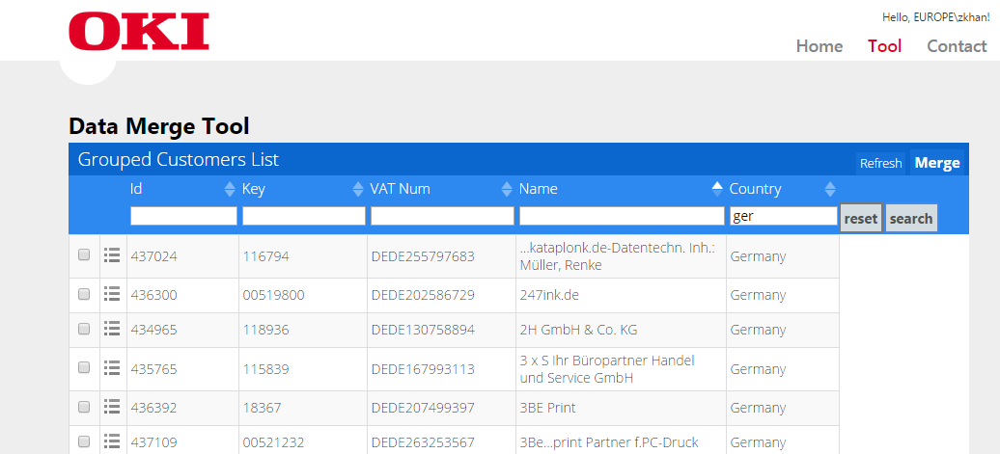 OKI
Hello, EUROPE\zkhan!
Home Tool Contact
Data Merge Tool
Grouped Customers List
Refresh Merge
Id Key VAT Num Name Country
ger reset search
437024 116794 DEDE255797683 ...kataplonk.de-Datentechn. Inh.: Germany
Müller, Renke
436300 00519800 DEDE202586729 247ink.de Germany
434965 118936 DEDE130758894 2H GmbH & Co. KG Germany
435765 115839 DEDE167993113 3 x S Ihr Büropartner Handel Germany
und Service GmbH
436392 18367 DEDE207499397 3BE Print Germany
437109 00521232 DEDE263253567 3Be...print Partner f.PC-Druck Germany